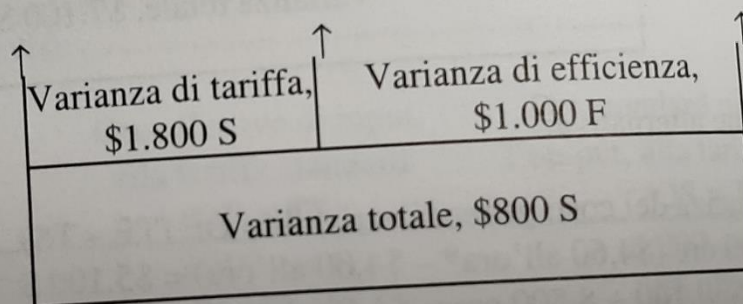 Varianza di tariffa,
$1.800 S
Varianza di efficienza,
$1.000 F
Varianza totale, $800 S